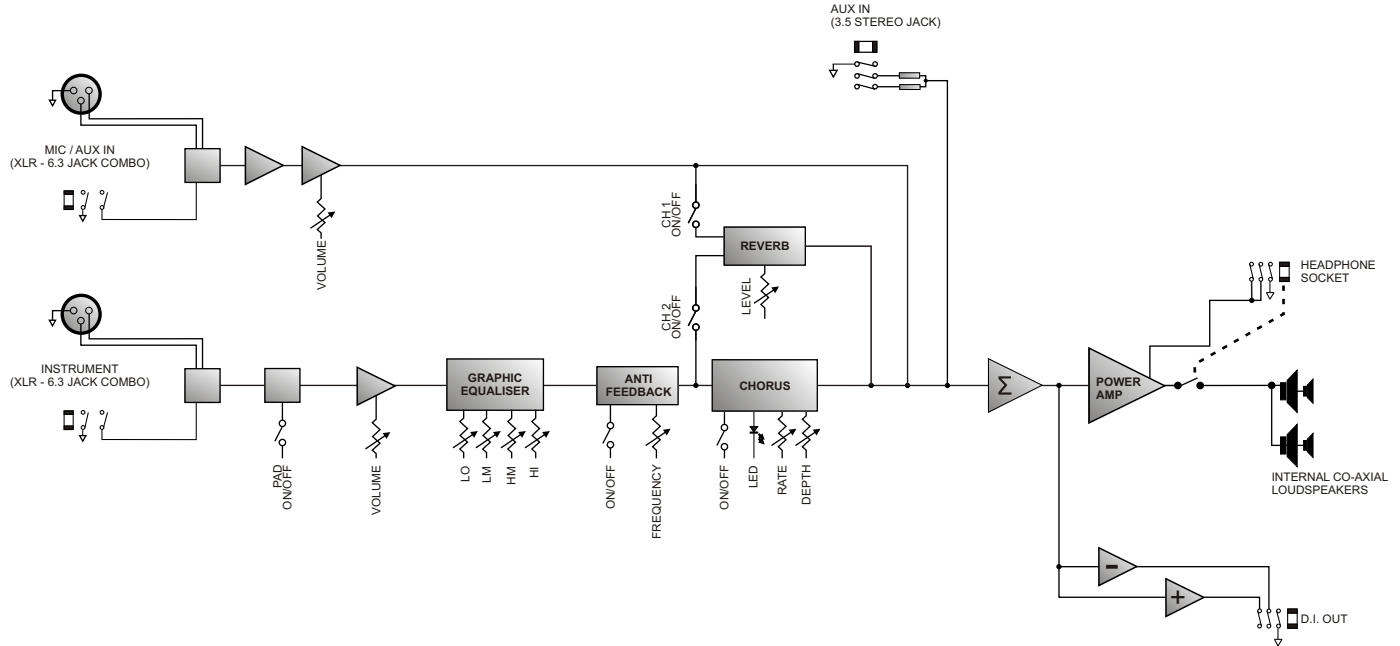 AUX IN
(3.5 STEREO JACK)
MIC / AUX IN
(XLR - 6.3 JACK COMBO)
VOLUME
CH 1
ON/OFF
REVERB
LEVEL
CH 2
ON/OFF
HEADPHONE
SOCKET
INSTRUMENT
(XLR - 6.3 JACK COMBO)
PAD
ON/OFF
VOLUME
GRAPHIC
EQUALISER
LO
LM
HM
HI
ANTI
FEEDBACK
ON/OFF
FREQUENCY
CHORUS
ON/OFF
LED
RATE
DEPTH
Σ
POWER
AMP
INTERNAL CO-AXIAL
LOUDSPEAKERS
-
+
D.I. OUT